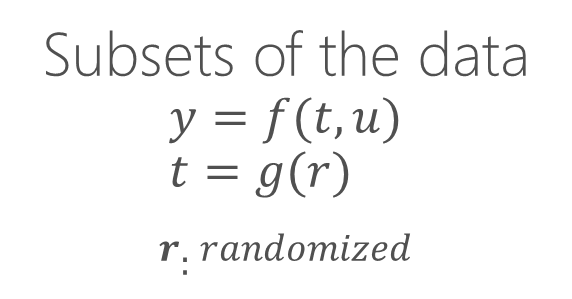 Subsets of the data
y = f(t, u)
t = g(r)
r: randomized